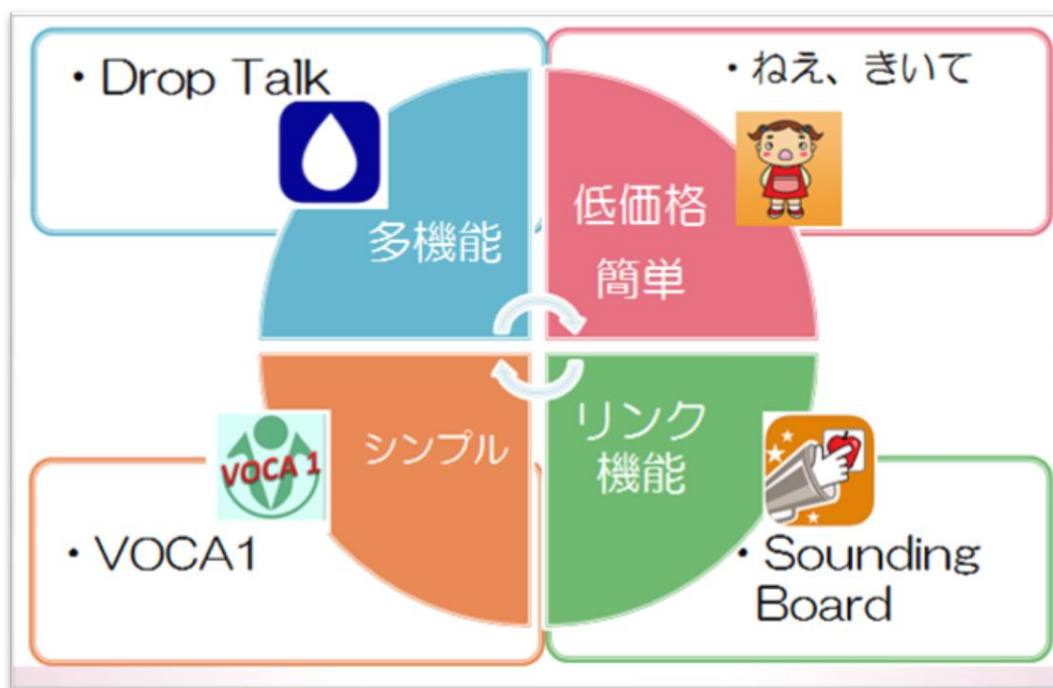 ・Drop Talk
多機能
・ねえ、きいて
低価格
簡単
シンプル
VOCA 1
・VOCA1
リンク
機能
・Sounding
Board